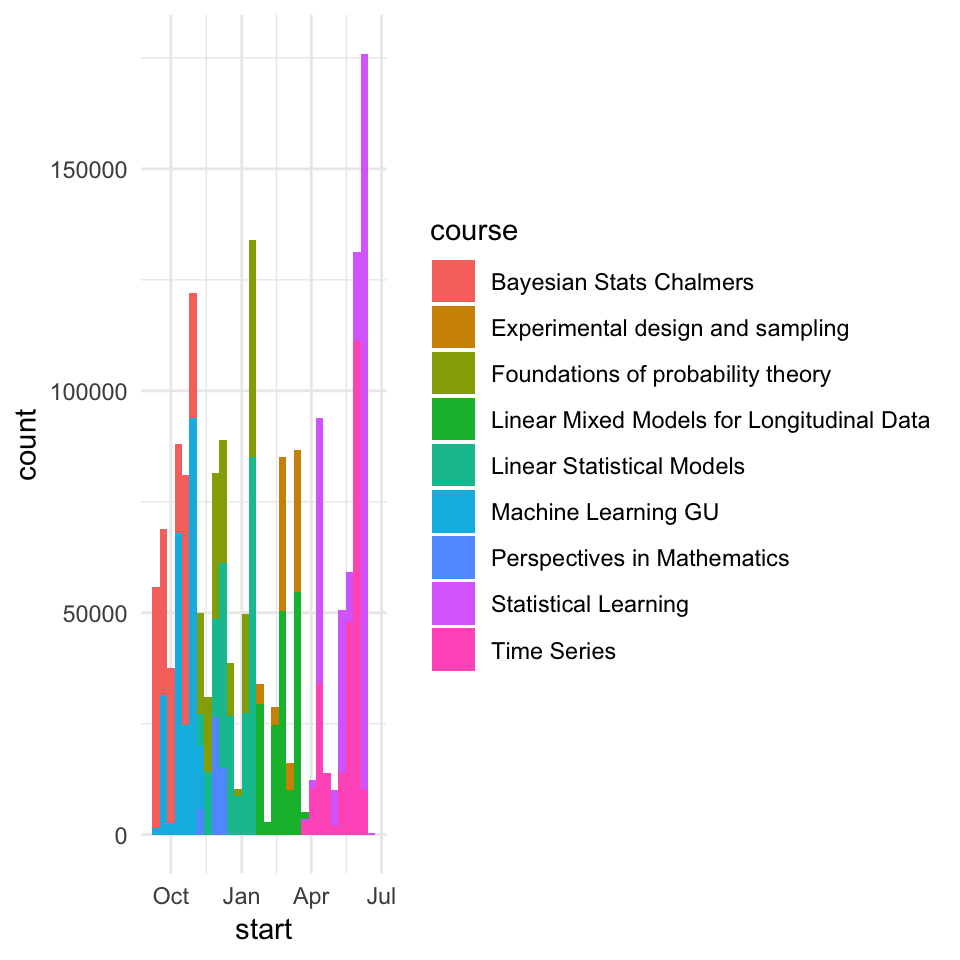 150000
100000
50000
0
count
Oct Jan Apr Jul
start
course
Bayesian Stats Chalmers
Experimental design and sampling
Foundations of probability theory
Linear Mixed Models for Longitudinal Data
Linear Statistical Models
Machine Learning GU
Perspectives in Mathematics
Statistical Learning
Time Series